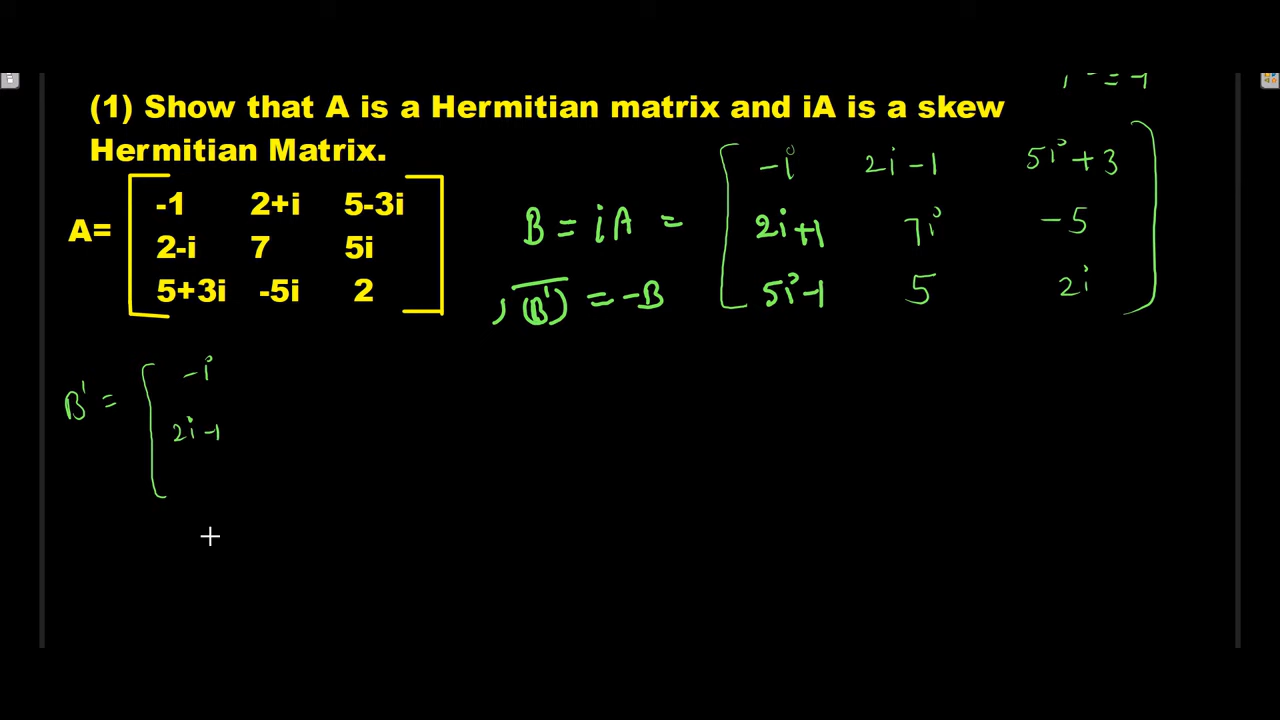 i² = -1
(1) Show that A is a Hermitian matrix and iA is a skew
Hermitian Matrix.
A= [ -1 2+i 5-3i
2-i 7 5i
5+3i -5i 2 ]
B = iA = [ -i 2i-1 5i+3
2i+1 7i -5
5i-1 5 2i ]
, (B') = -B
B' = [ -i
2i-1